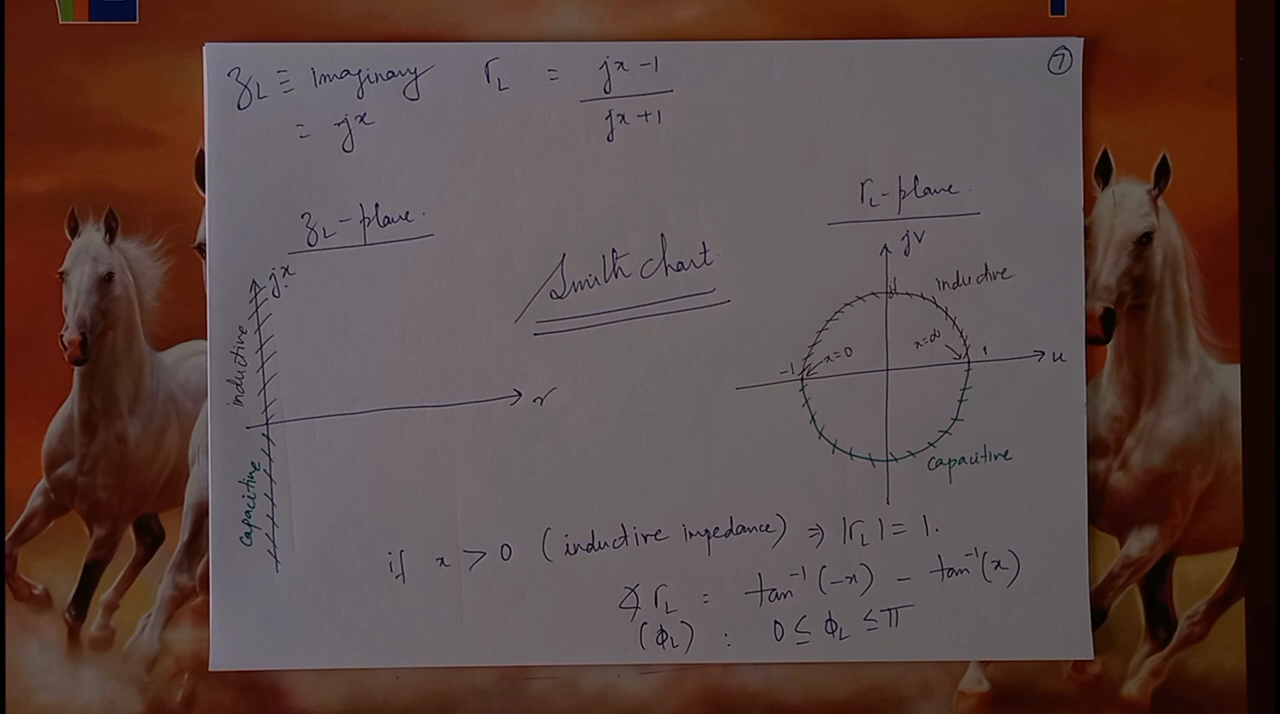 ⑦
zL ≡ imaginary ΓL = jx-1 / jx+1
= jx
zL-plane.
ΓL-plane.
jx
Smith chart
jv
inductive
inductive
x=0
x=∞
-1
1
u
r
capacitive
capacitive
if x > 0 (inductive impedance) ⇒ |ΓL| = 1.
∡ΓL = tan⁻¹(-x) - tan⁻¹(x)
(ϕL) : 0 ≤ ϕL ≤ π